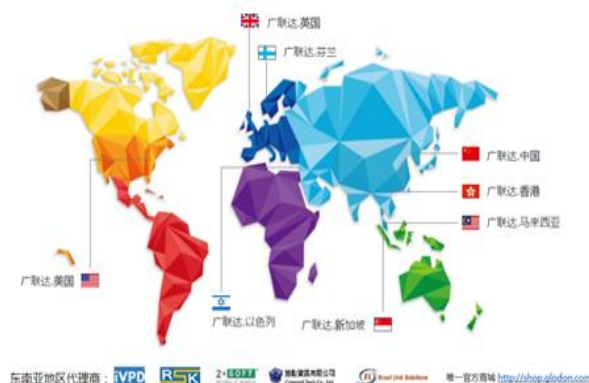 广联达.英国
广联达.芬兰
广联达.中国
广联达.香港
广联达.马来西亚
广联达.美国
广联达.以色列
广联达.新加坡
东南亚地区代理商：iVPD RSK 2+SOFT 唯一官方商城 http://shop.glodon.com